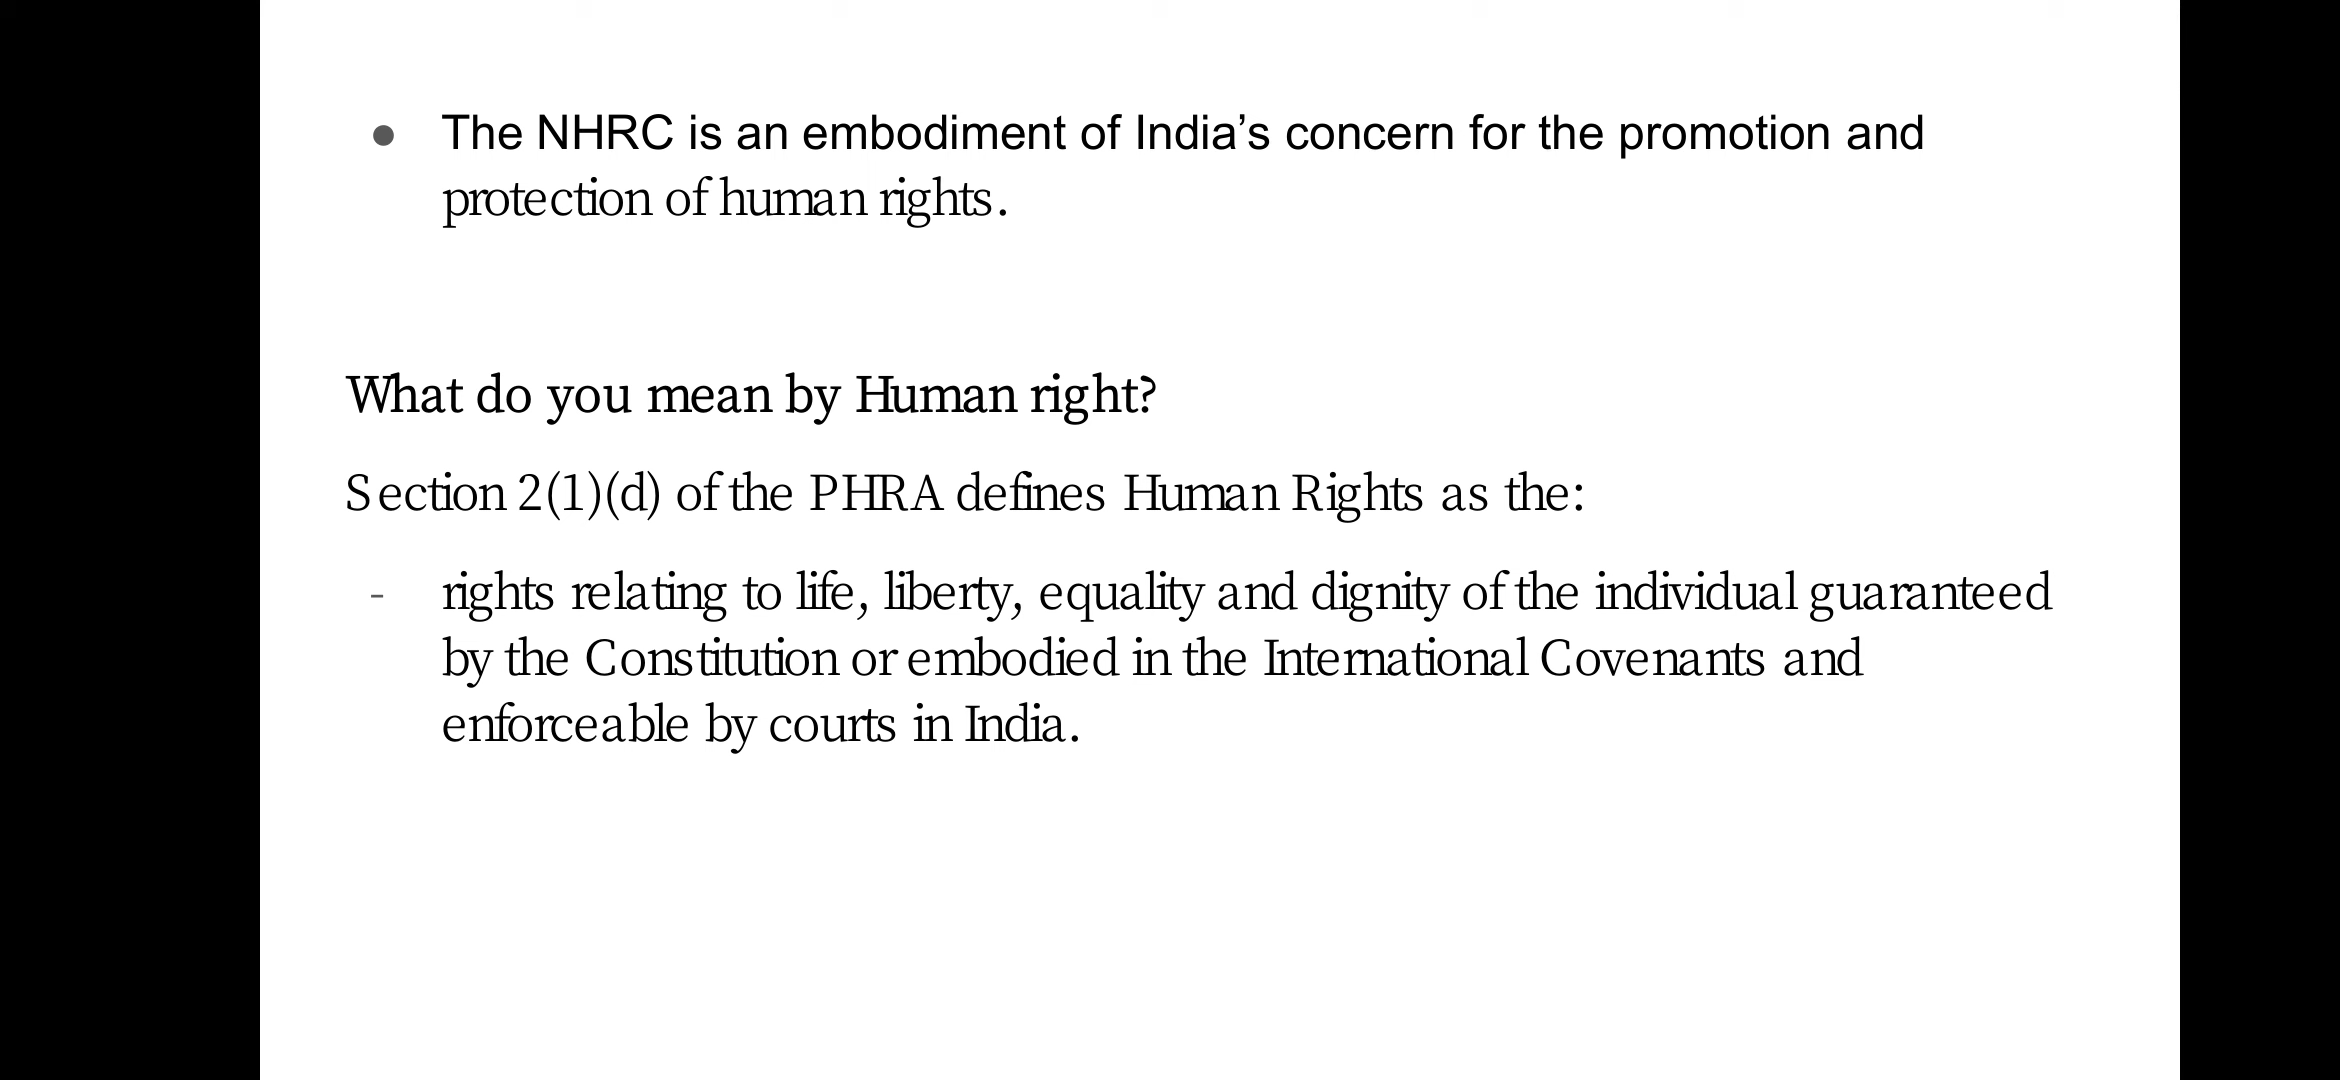 ● The NHRC is an embodiment of India’s concern for the promotion and
protection of human rights.
What do you mean by Human right?
Section 2(1)(d) of the PHRA defines Human Rights as the:
- rights relating to life, liberty, equality and dignity of the individual guaranteed
by the Constitution or embodied in the International Covenants and
enforceable by courts in India.